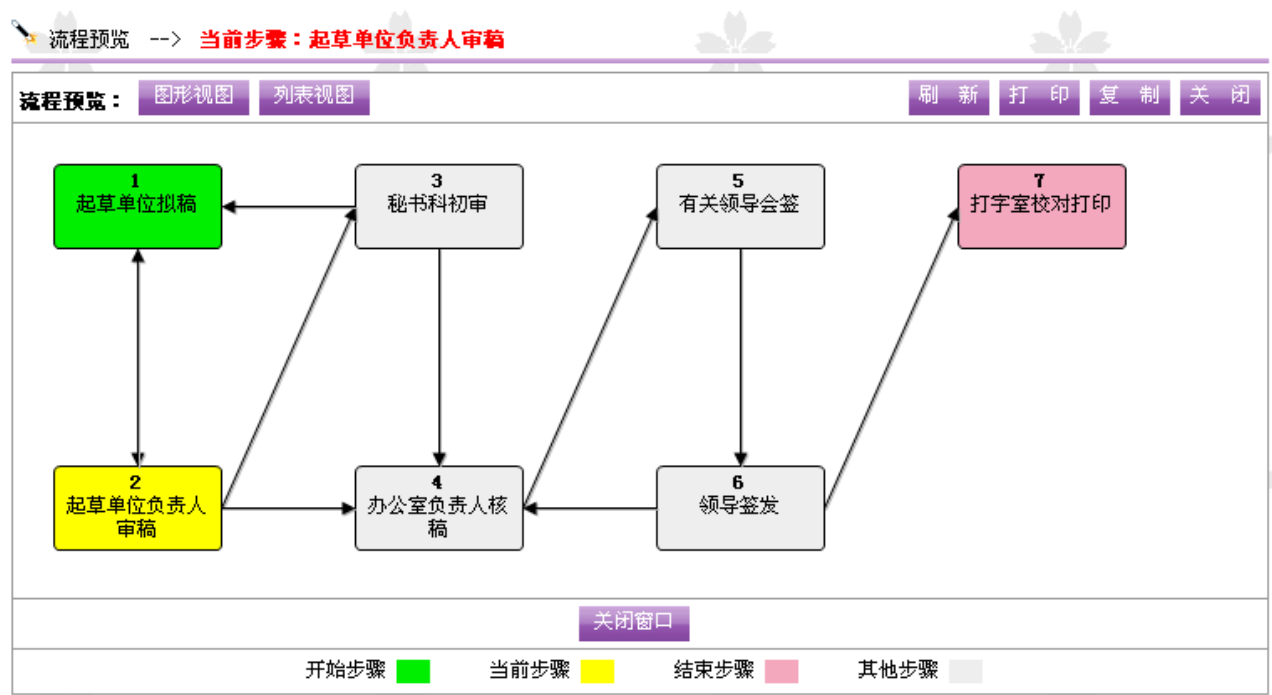 流程预览 --> 当前步骤：起草单位负责人审稿
流程预览： 图形视图 列表视图 刷 新 打 印 复 制 关 闭
1
起草单位拟稿
3
秘书科初审
5
有关领导会签
7
打字室校对打印
2
起草单位负责人
审稿
4
办公室负责人核
稿
6
领导签发
关闭窗口
开始步骤 当前步骤 结束步骤 其他步骤